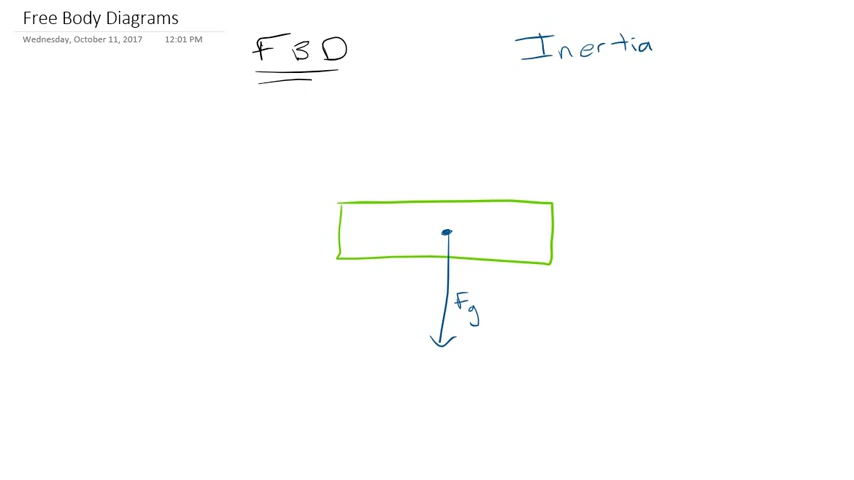 Free Body Diagrams
Wednesday, October 11, 2017 12:01 PM
FBD
Inertia
Fg